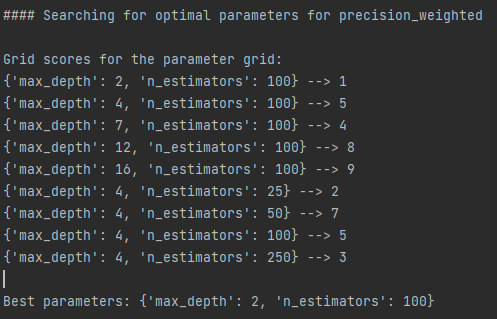 #### Searching for optimal parameters for precision_weighted
Grid scores for the parameter grid:
{'max_depth': 2, 'n_estimators': 100} --> 1
{'max_depth': 4, 'n_estimators': 100} --> 5
{'max_depth': 7, 'n_estimators': 100} --> 4
{'max_depth': 12, 'n_estimators': 100} --> 8
{'max_depth': 16, 'n_estimators': 100} --> 9
{'max_depth': 4, 'n_estimators': 25} --> 2
{'max_depth': 4, 'n_estimators': 50} --> 7
{'max_depth': 4, 'n_estimators': 100} --> 5
{'max_depth': 4, 'n_estimators': 250} --> 3
Best parameters: {'max_depth': 2, 'n_estimators': 100}